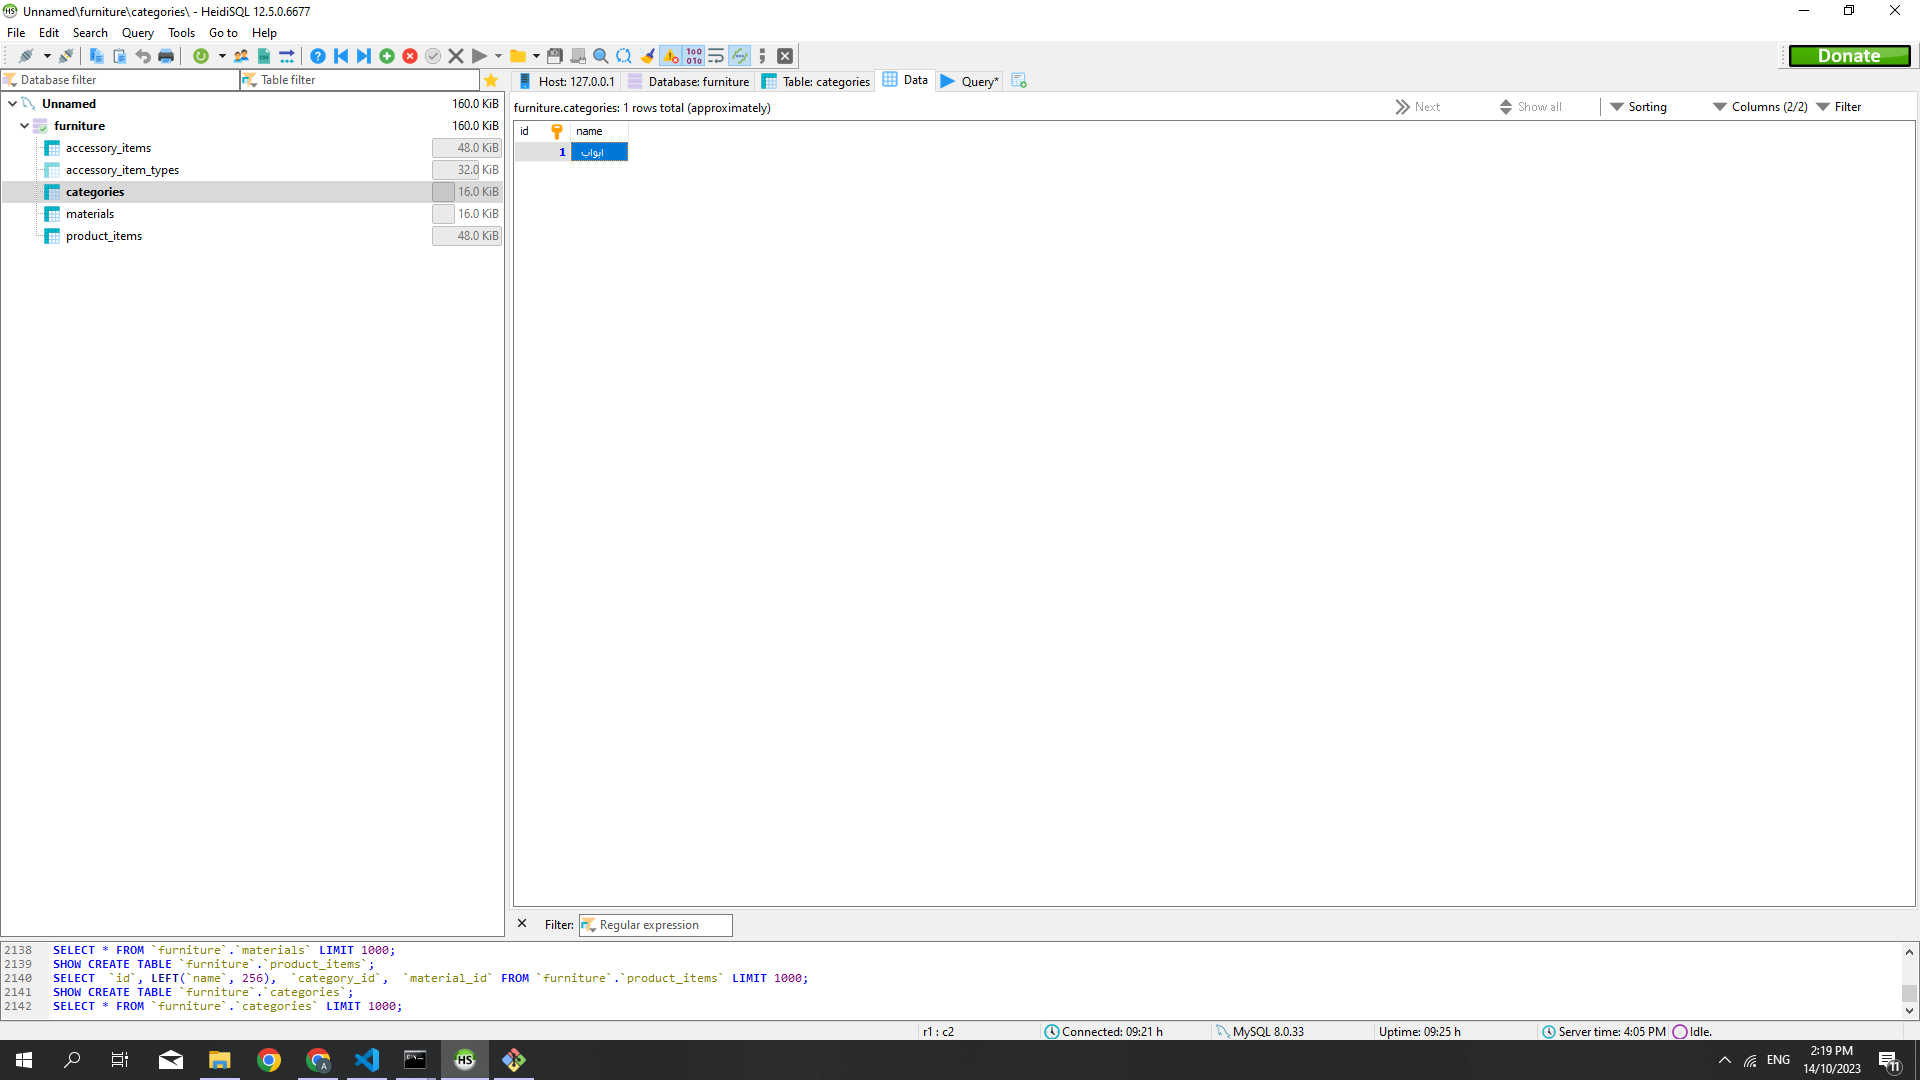 Unnamed\furniture\categories\ - HeidiSQL 12.5.0.6677
File Edit Search Query Tools Go to Help
Donate
Database filter Table filter
Host: 127.0.0.1 Database: furniture Table: categories Data Query*
Unnamed 160.0 KiB
furniture 160.0 KiB
accessory_items 48.0 KiB
accessory_item_types 32.0 KiB
categories 16.0 KiB
materials 16.0 KiB
product_items 48.0 KiB
furniture.categories: 1 rows total (approximately) Next Show all Sorting Columns (2/2) Filter
id name
1 ابواب
Filter: Regular expression
2138 SELECT * FROM `furniture`.`materials` LIMIT 1000;
2139 SHOW CREATE TABLE `furniture`.`product_items`;
2140 SELECT `id`, LEFT(`name`, 256), `category_id`, `material_id` FROM `furniture`.`product_items` LIMIT 1000;
2141 SHOW CREATE TABLE `furniture`.`categories`;
2142 SELECT * FROM `furniture`.`categories` LIMIT 1000;
r1 : c2 Connected: 09:21 h MySQL 8.0.33 Uptime: 09:25 h Server time: 4:05 PM Idle.
HS ENG 2:19 PM
14/10/2023 11